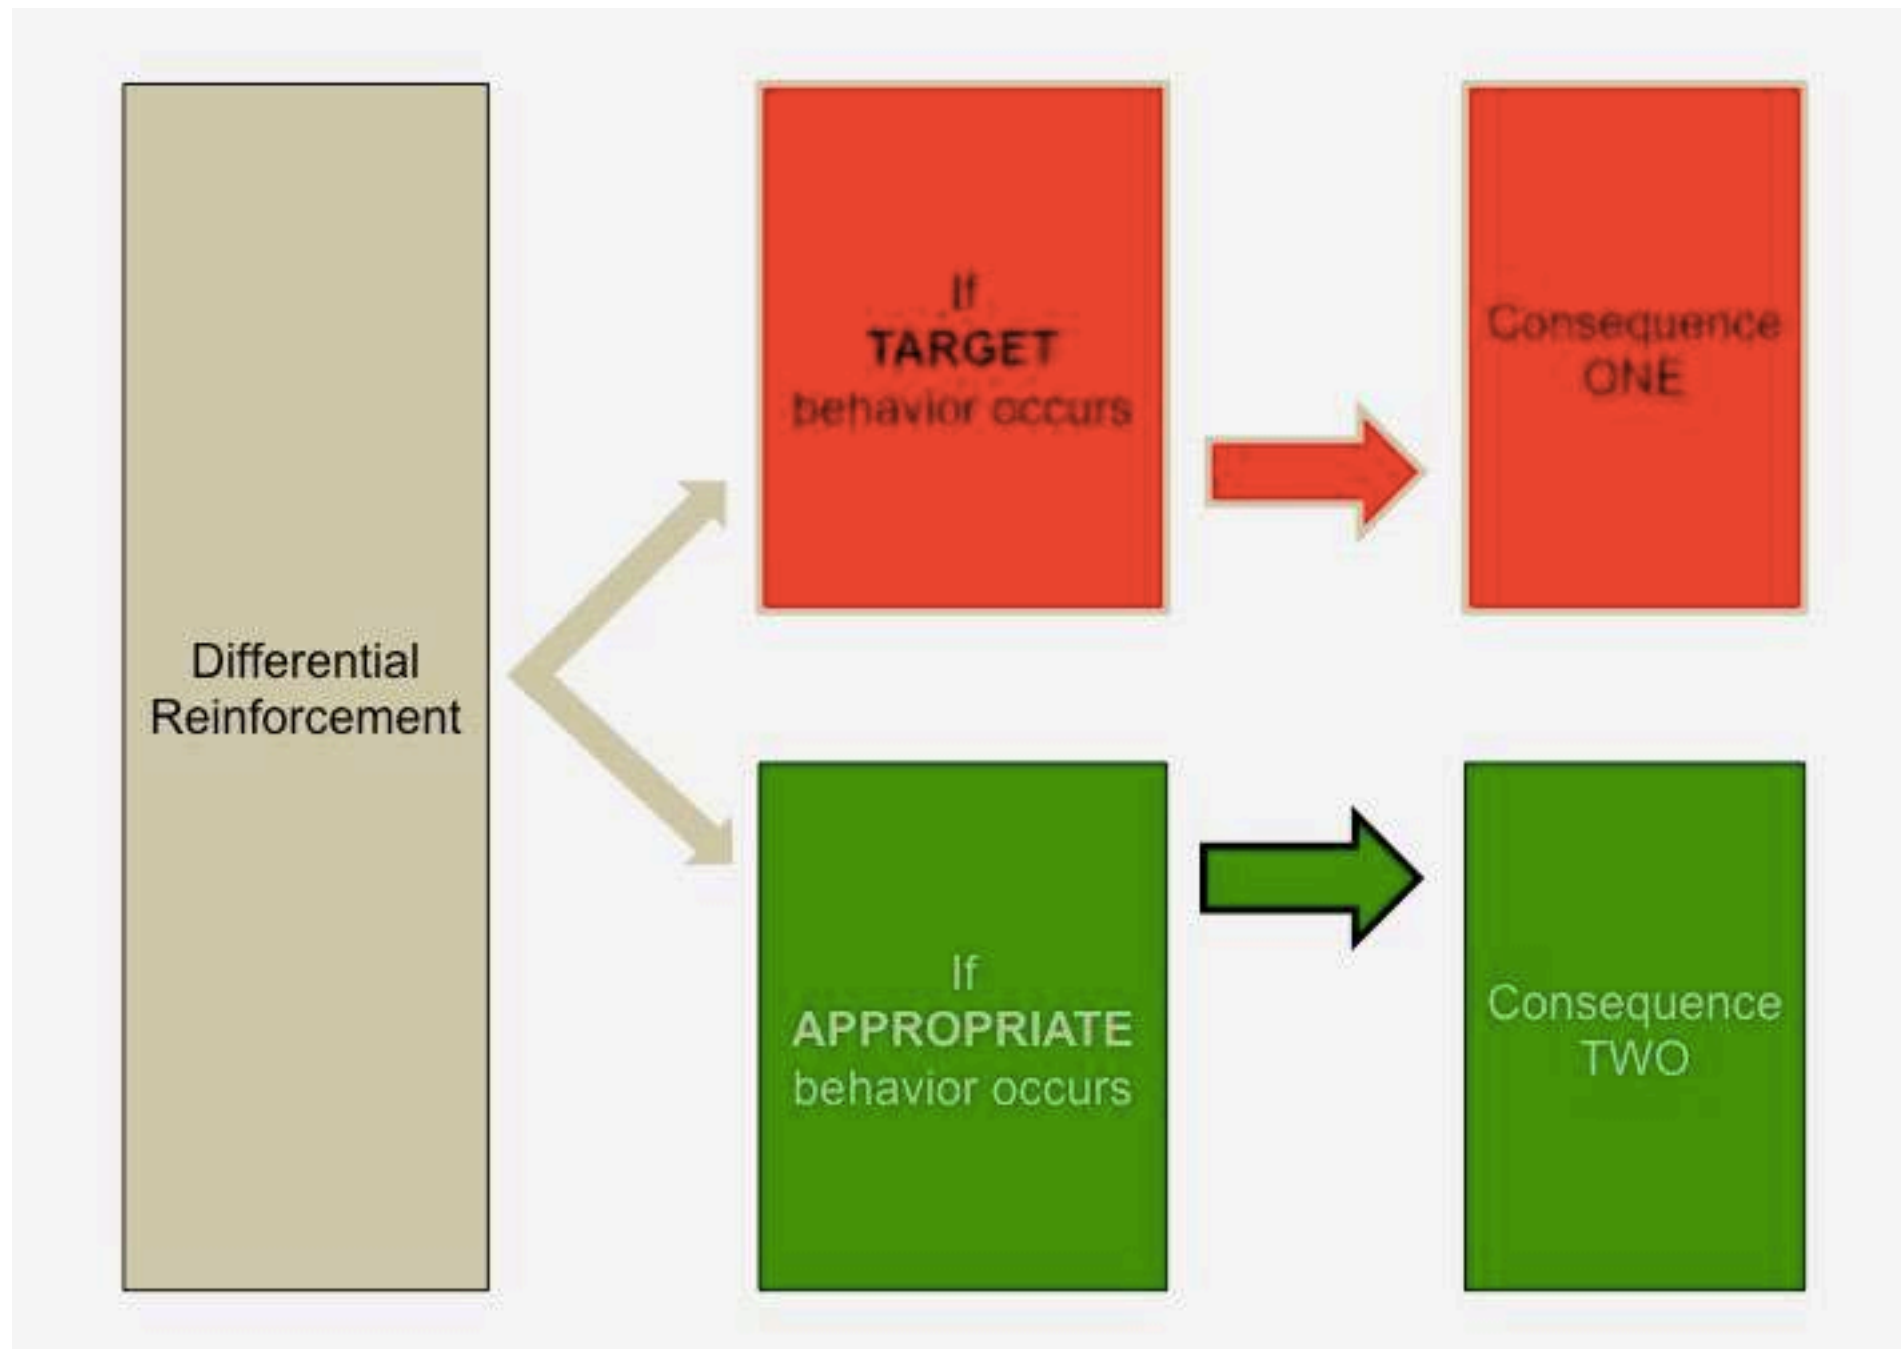 Differential
Reinforcement
If
TARGET
behavior occurs
Consequence
ONE
If
APPROPRIATE
behavior occurs
Consequence
TWO